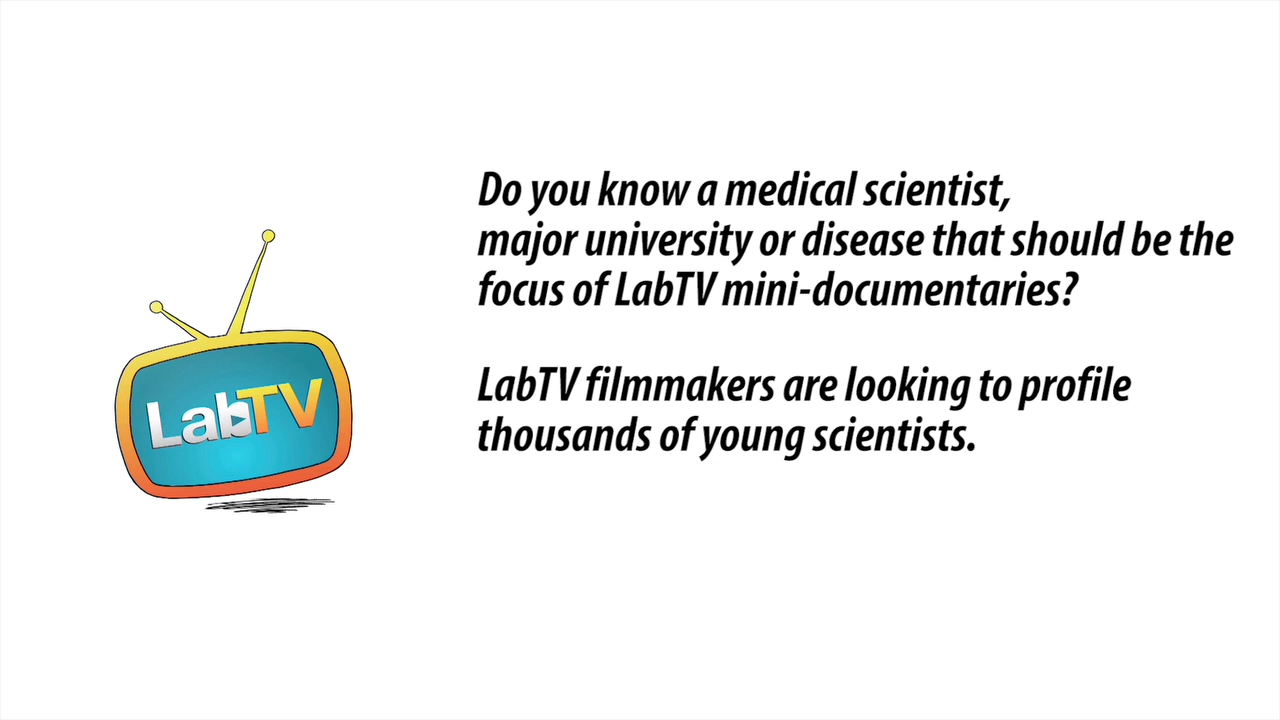 Do you know a medical scientist,
major university or disease that should be the
focus of LabTV mini-documentaries?
LabTV filmmakers are looking to profile
thousands of young scientists.
LabTV